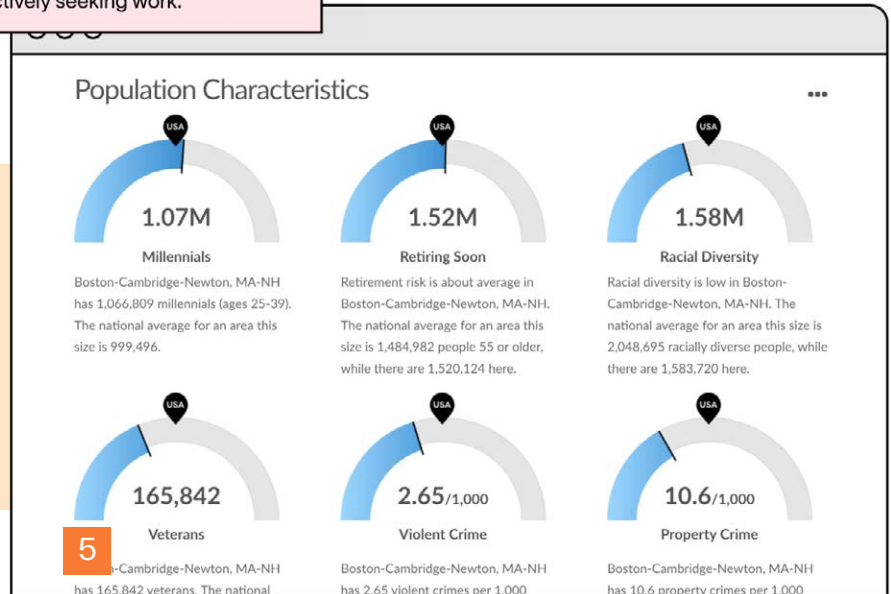 ctively seeking work.
Population Characteristics
USA
1.07M
Millennials
Boston-Cambridge-Newton, MA-NH
has 1,066,809 millennials (ages 25-39).
The national average for an area this
size is 999,496.
USA
1.52M
Retiring Soon
Retirement risk is about average in
Boston-Cambridge-Newton, MA-NH.
The national average for an area this
size is 1,484,982 people 55 or older,
while there are 1,520,124 here.
USA
1.58M
Racial Diversity
Racial diversity is low in Boston-
Cambridge-Newton, MA-NH. The
national average for an area this size is
2,048,695 racially diverse people, while
there are 1,583,720 here.
USA
165,842
Veterans
5
n-Cambridge-Newton, MA-NH
has 165,842 veterans. The national
USA
2.65/1,000
Violent Crime
Boston-Cambridge-Newton, MA-NH
has 2.65 violent crimes per 1,000
USA
10.6/1,000
Property Crime
Boston-Cambridge-Newton, MA-NH
has 10.6 property crimes per 1,000